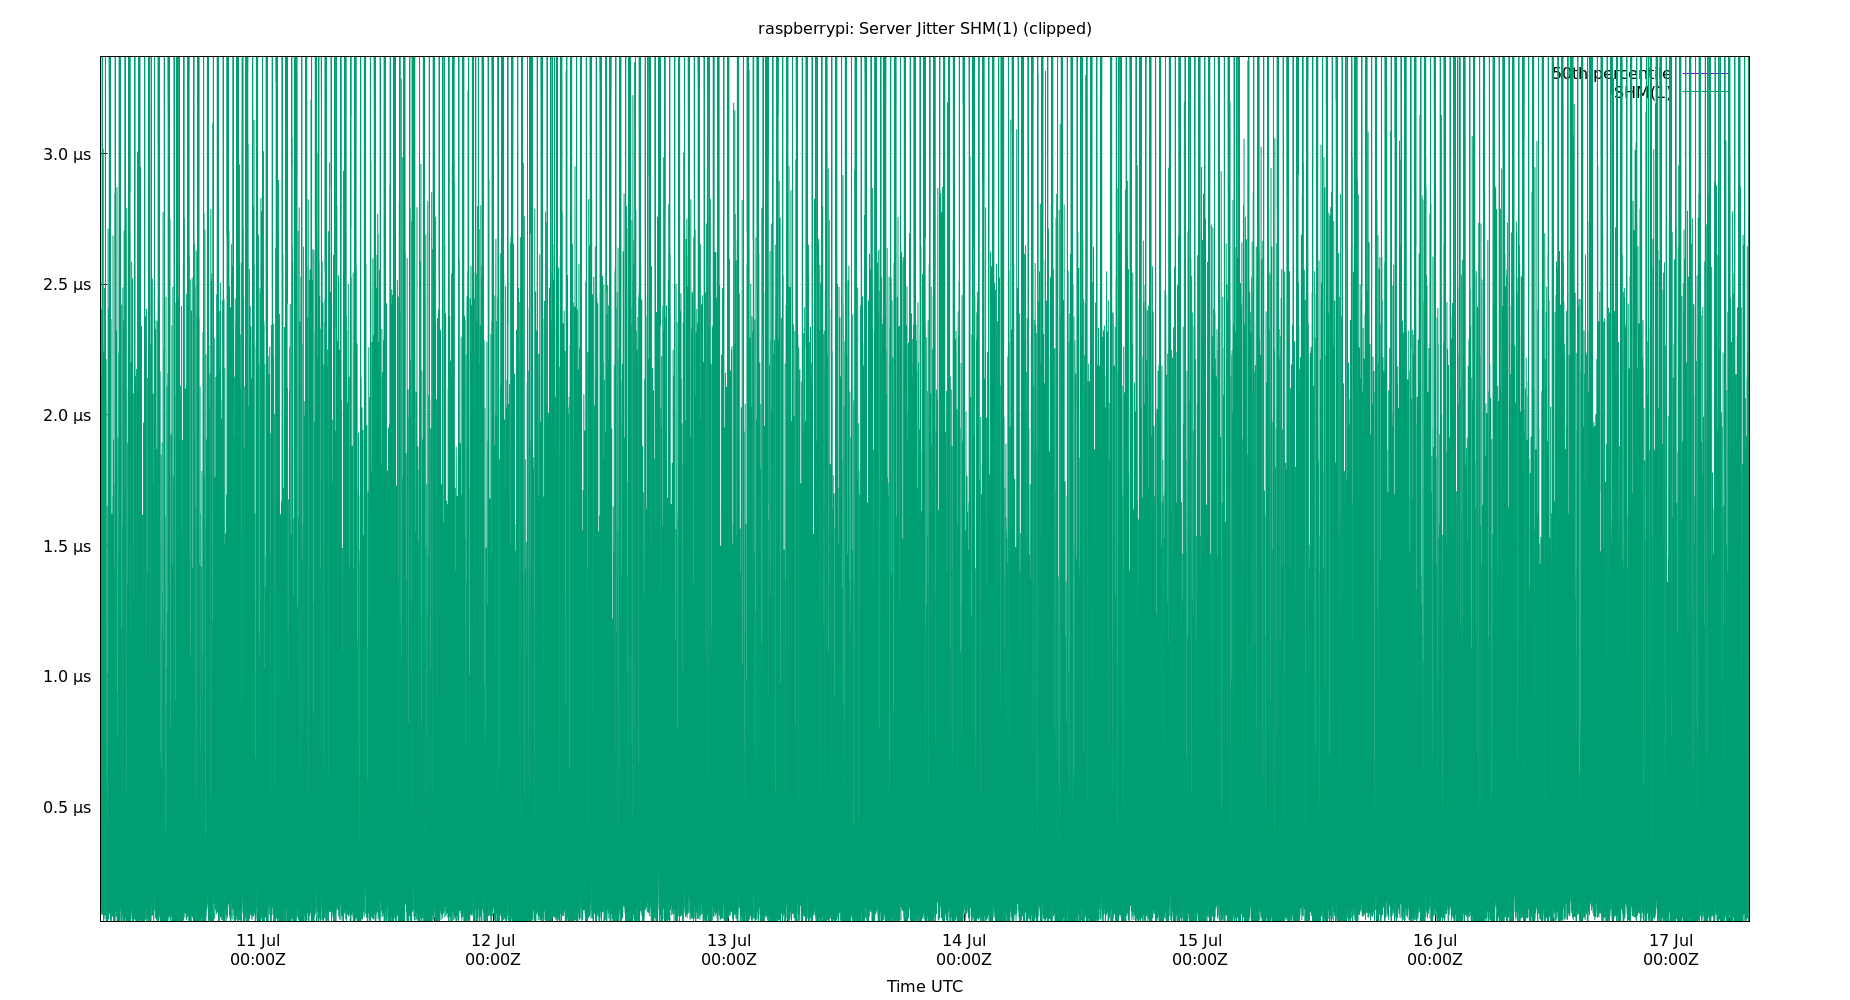 raspberrypi: Server Jitter SHM(1) (clipped)
50th percentile
SHM(1)
3.0 µs
2.5 µs
2.0 µs
1.5 µs
1.0 µs
0.5 µs
11 Jul 12 Jul 13 Jul 14 Jul 15 Jul 16 Jul 17 Jul
00:00Z 00:00Z 00:00Z 00:00Z 00:00Z 00:00Z 00:00Z
Time UTC